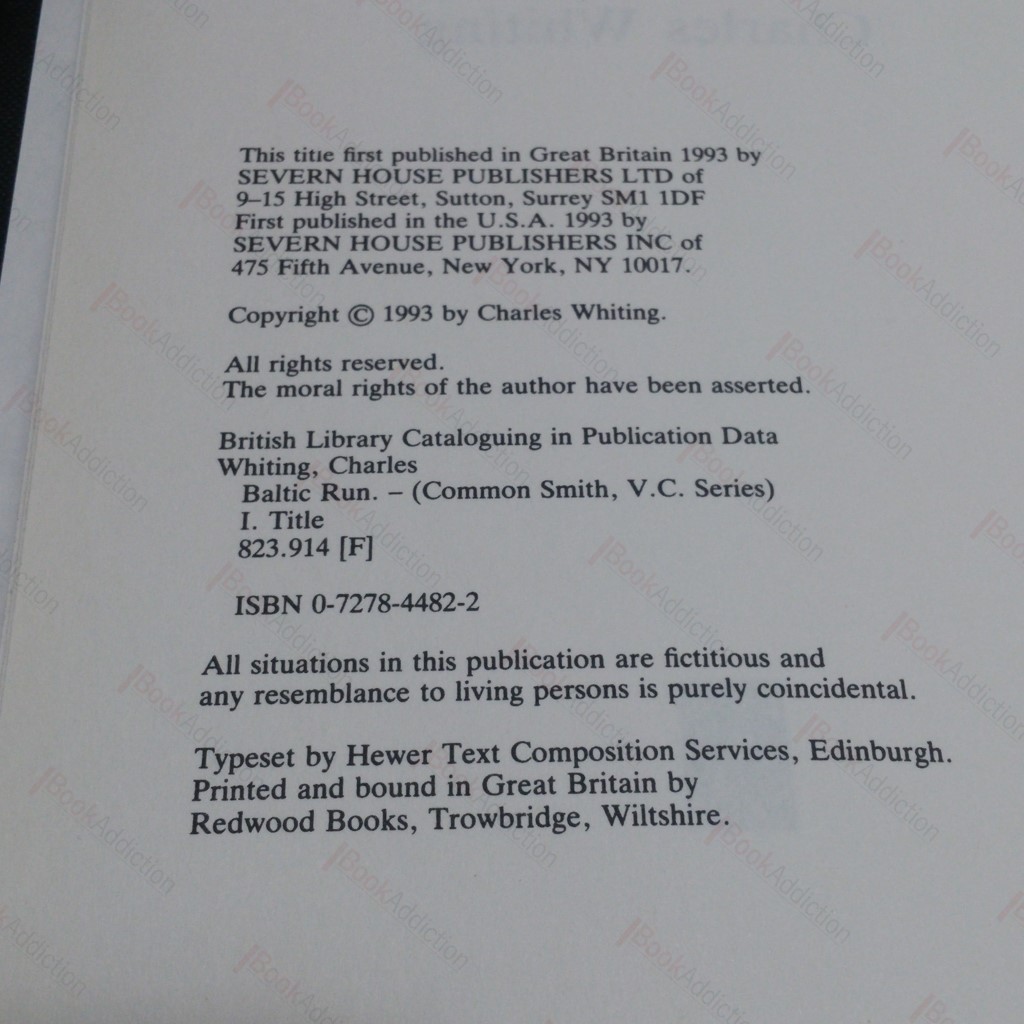 Charles Whiting
This title first published in Great Britain 1993 by
SEVERN HOUSE PUBLISHERS LTD of
9–15 High Street, Sutton, Surrey SM1 1DF
First published in the U.S.A. 1993 by
SEVERN HOUSE PUBLISHERS INC of
475 Fifth Avenue, New York, NY 10017.
Copyright © 1993 by Charles Whiting.
All rights reserved.
The moral rights of the author have been asserted.
British Library Cataloguing in Publication Data
Whiting, Charles
Baltic Run. – (Common Smith, V.C. Series)
I. Title
823.914 [F]
ISBN 0-7278-4482-2
All situations in this publication are fictitious and
any resemblance to living persons is purely coincidental.
Typeset by Hewer Text Composition Services, Edinburgh.
Printed and bound in Great Britain by
Redwood Books, Trowbridge, Wiltshire.
BookAddiction